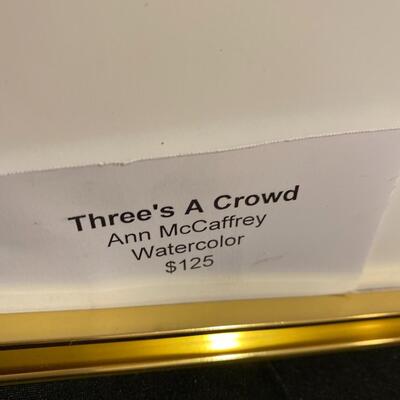 Three's A Crowd
Ann McCaffrey
Watercolor
$125